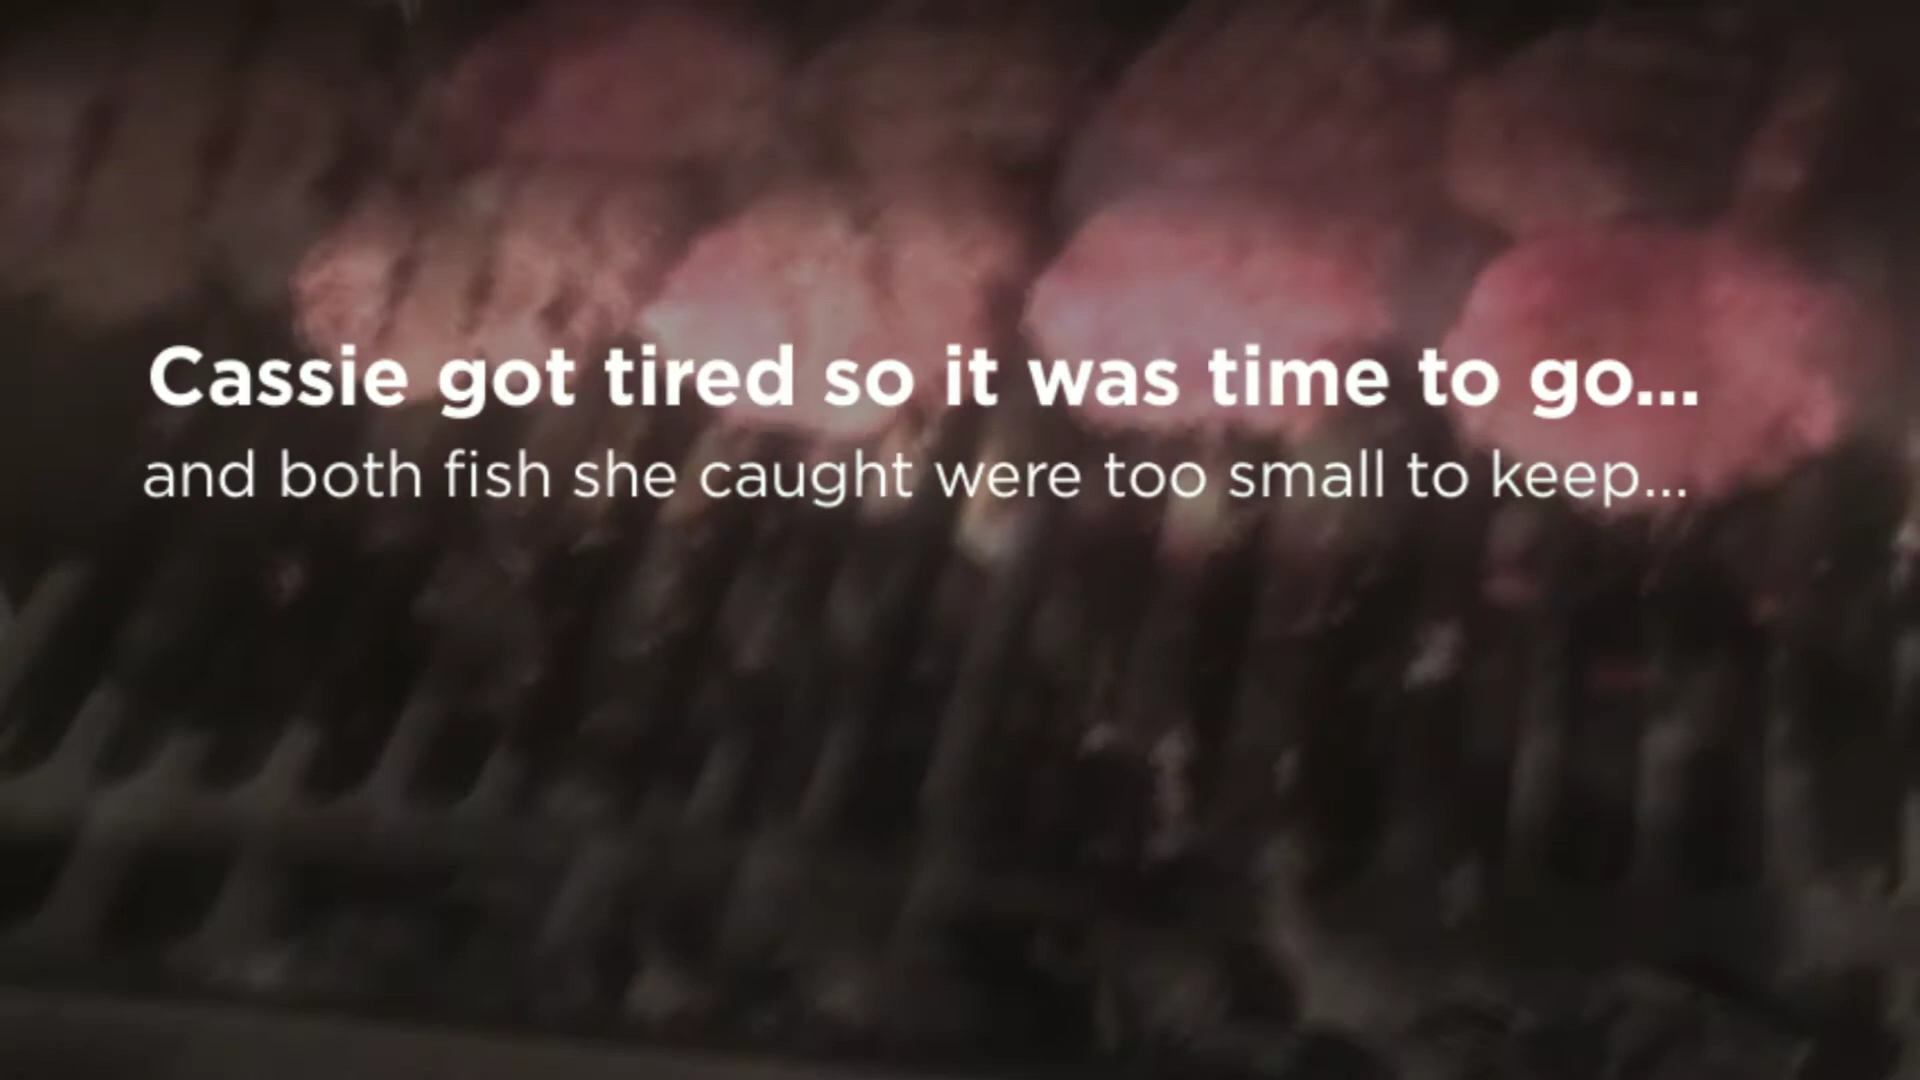 Cassie got tired so it was time to go...
and both fish she caught were too small to keep...